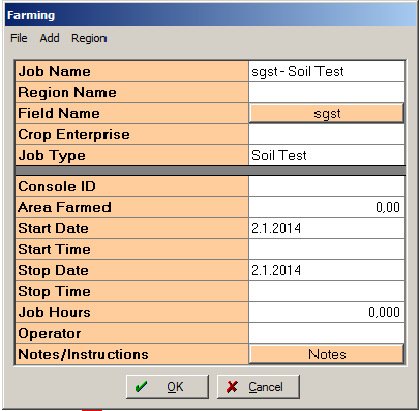 Farming
File Add Region
Job Name sgst - Soil Test
Region Name
Field Name sgst
Crop Enterprise
Job Type Soil Test
Console ID
Area Farmed 0,00
Start Date 2.1.2014
Start Time
Stop Date 2.1.2014
Stop Time
Job Hours 0,000
Operator
Notes/Instructions Notes
OK Cancel